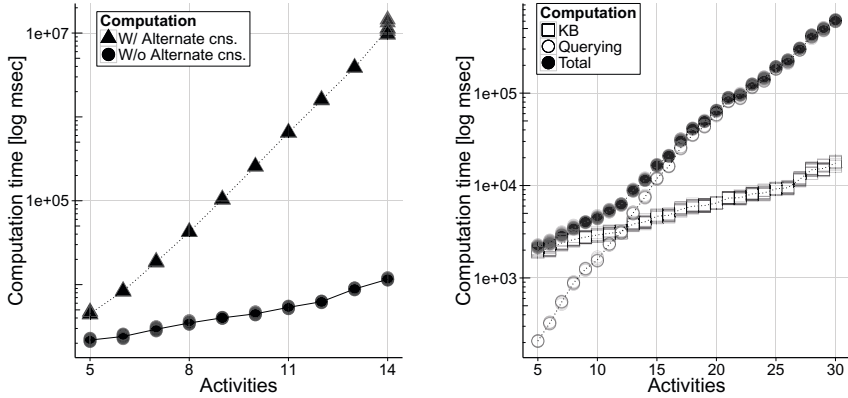 Computation
W/ Alternate cns.
W/o Alternate cns.
1e+07
1e+05
Computation time [log msec]
5
8
11
14
Activities
Computation
KB
Querying
Total
1e+05
1e+04
1e+03
Computation time [log msec]
5
10
15
20
25
30
Activities